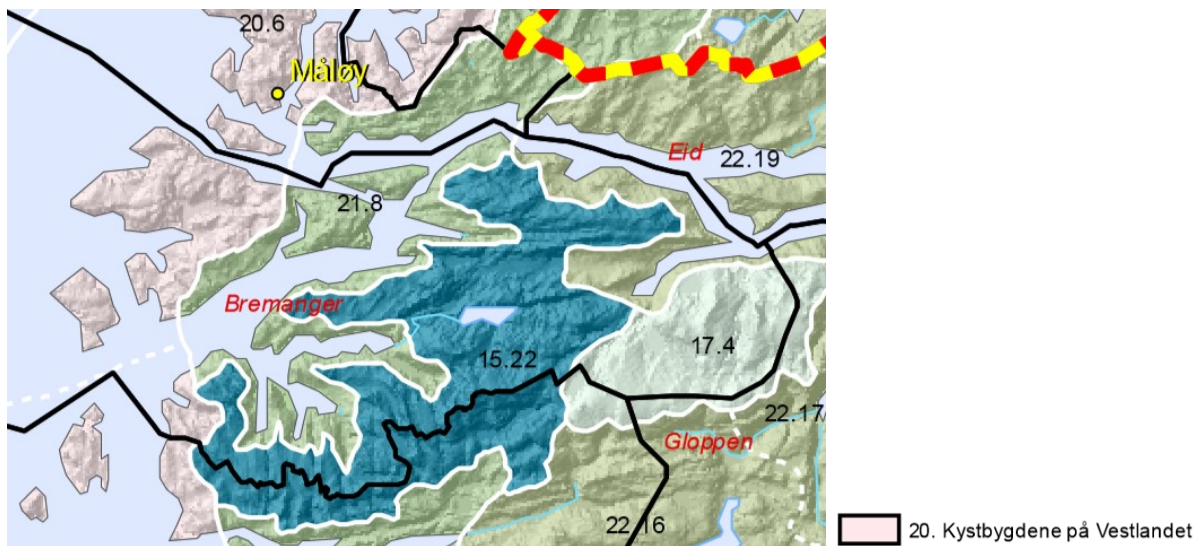 20.6
Måløy
Eid
22.19
21.8
Bremanger
15.22
17.4
22.17
Gloppen
22.16
20. Kystbygdene på Vestlandet